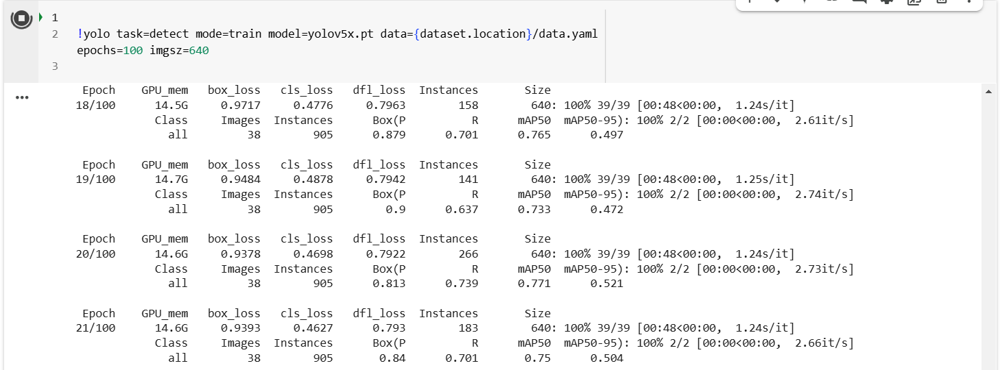 1
2 !yolo task=detect mode=train model=yolov5x.pt data={dataset.location}/data.yaml
epochs=100 imgsz=640
3
Epoch GPU_mem box_loss cls_loss dfl_loss Instances Size
18/100 14.5G 0.9717 0.4776 0.7963 158 640: 100% 39/39 [00:48<00:00, 1.24s/it]
Class Images Instances Box(P R mAP50 mAP50-95): 100% 2/2 [00:00<00:00, 2.61it/s]
all 38 905 0.879 0.701 0.765 0.497
Epoch GPU_mem box_loss cls_loss dfl_loss Instances Size
19/100 14.7G 0.9484 0.4878 0.7942 141 640: 100% 39/39 [00:48<00:00, 1.25s/it]
Class Images Instances Box(P R mAP50 mAP50-95): 100% 2/2 [00:00<00:00, 2.74it/s]
all 38 905 0.9 0.637 0.733 0.472
Epoch GPU_mem box_loss cls_loss dfl_loss Instances Size
20/100 14.6G 0.9378 0.4698 0.7922 266 640: 100% 39/39 [00:48<00:00, 1.24s/it]
Class Images Instances Box(P R mAP50 mAP50-95): 100% 2/2 [00:00<00:00, 2.73it/s]
all 38 905 0.813 0.739 0.771 0.521
Epoch GPU_mem box_loss cls_loss dfl_loss Instances Size
21/100 14.6G 0.9393 0.4627 0.793 183 640: 100% 39/39 [00:48<00:00, 1.24s/it]
Class Images Instances Box(P R mAP50 mAP50-95): 100% 2/2 [00:00<00:00, 2.66it/s]
all 38 905 0.84 0.701 0.75 0.504